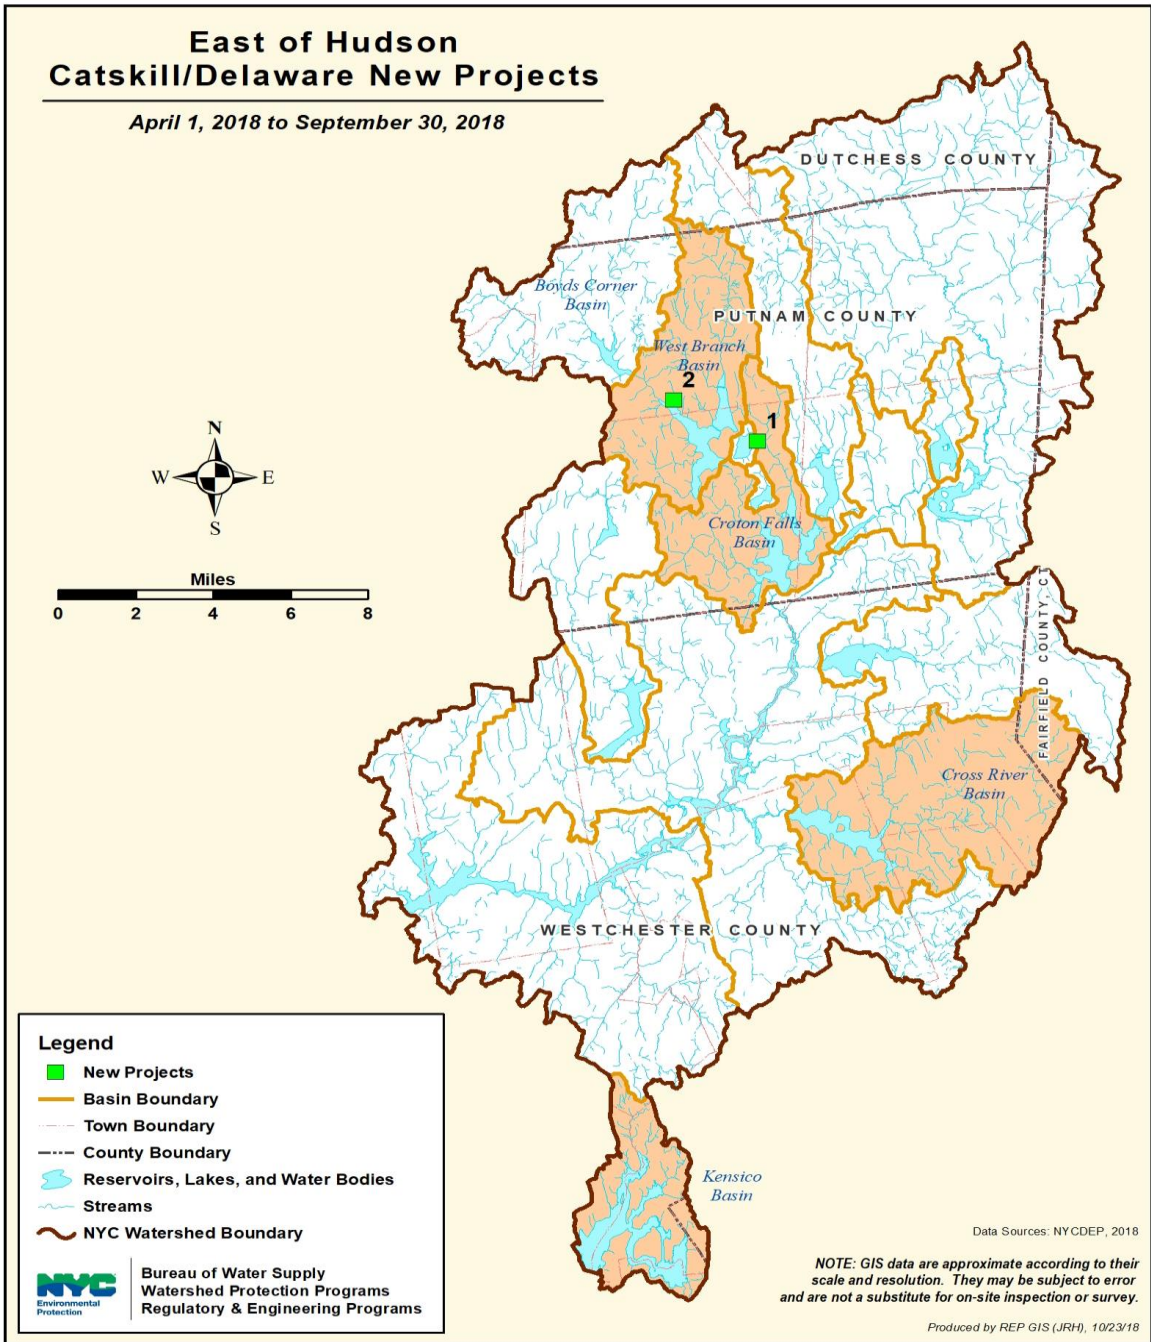 East of Hudson
Catskill/Delaware New Projects
April 1, 2018 to September 30, 2018
DUTCHESS COUNTY
Boyds Corner
Basin
PUTNAM COUNTY
West Branch
Basin
2
1
N
W
E
S
Croton Falls
Basin
Miles
0 2 4 6 8
FAIRFIELD COUNTY, CT
Cross River
Basin
WESTCHESTER COUNTY
Kensico
Basin
Legend
New Projects
Basin Boundary
Town Boundary
County Boundary
Reservoirs, Lakes, and Water Bodies
Streams
NYC Watershed Boundary
NYC
Environmental
Protection
Bureau of Water Supply
Watershed Protection Programs
Regulatory & Engineering Programs
Data Sources: NYCDEP, 2018
NOTE: GIS data are approximate according to their
scale and resolution. They may be subject to error
and are not a substitute for on-site inspection or survey.
Produced by REP GIS (JRH), 10/23/18